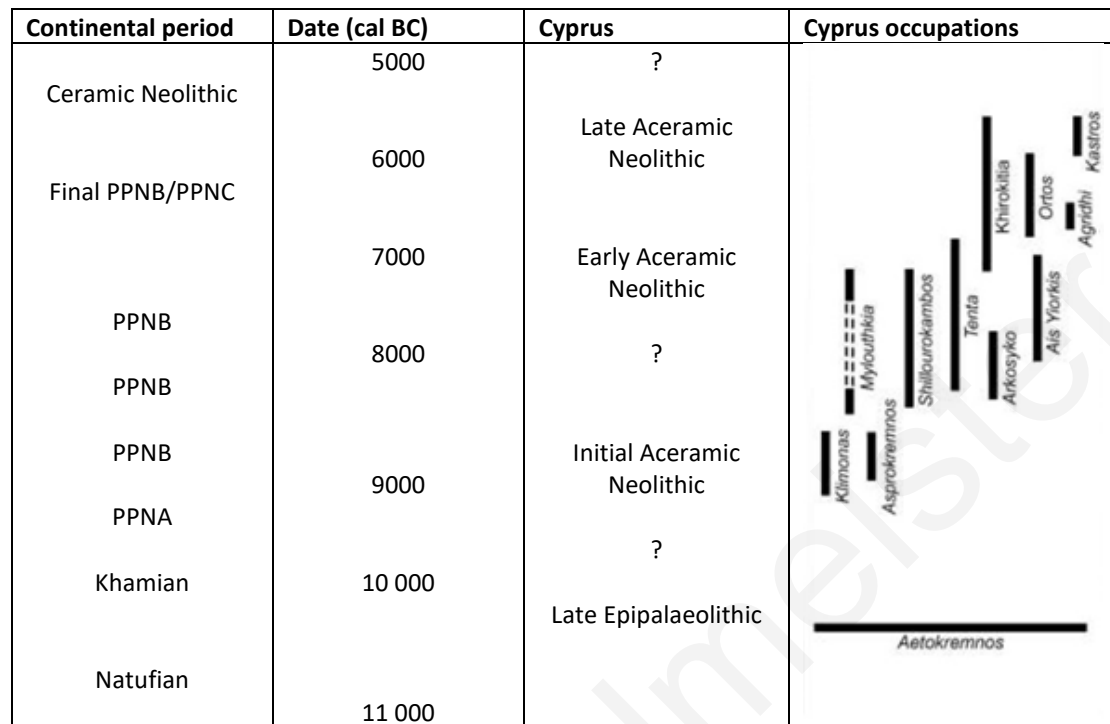 Continental period Date (cal BC) Cyprus Cyprus occupations
5000 ?
Ceramic Neolithic
Late Aceramic
6000 Neolithic
Final PPNB/PPNC
7000 Early Aceramic
Neolithic
PPNB
8000 ?
PPNB
PPNB Initial Aceramic
9000 Neolithic
PPNA
?
Khamian 10 000
Late Epipalaeolithic
Natufian
11 000
Klimonas
Mylouthkia
Asprokremnos
Shillourokambos
Tenta
Khirokitia
Arkosyko
Ortos
Ais Yiorkis
Kastros
Agridhi
Aetokremnos